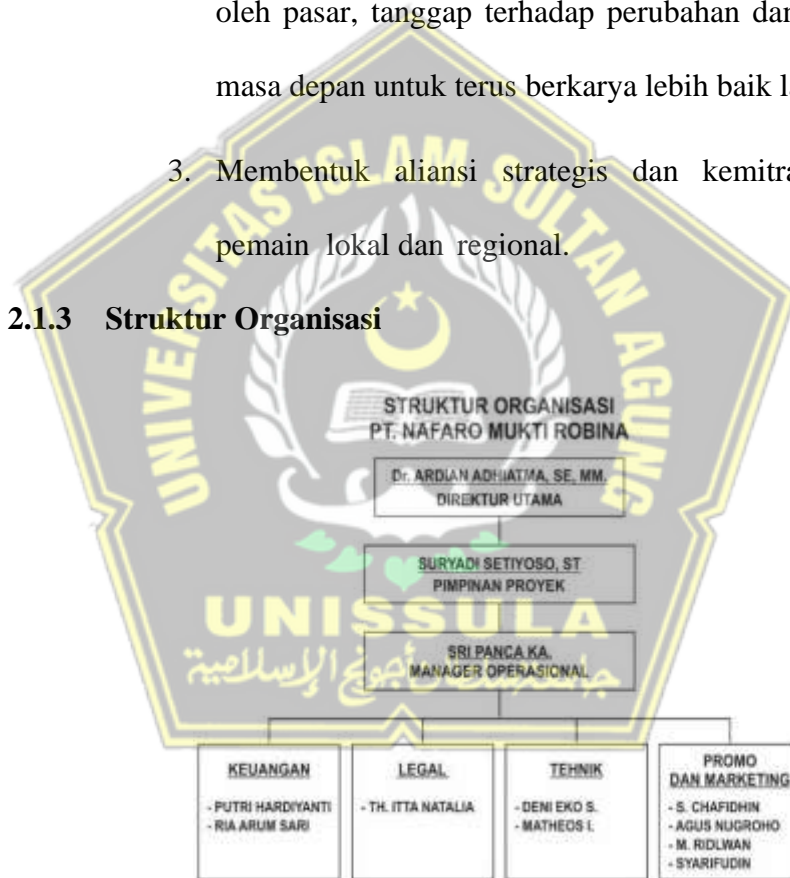 oleh pasar, tanggap terhadap perubahan dan
masa depan untuk terus berkarya lebih baik
3. Membentuk aliansi strategis dan
pemain lokal dan regional.
2.1.3 Struktur Organisasi
STRUKTUR ORGANISASI
PT. NAFARO MUKTI ROBINA
Dr. ARDIAN ADHIATMA, SE, MM.
DIREKTUR UTAMA
SURYADI SETIYOSO, ST
PIMPINAN PROYEK
SRI PANCA KA.
MANAGER OPERASIONAL
KEUANGAN
- PUTRI HARDIYANTI
- RIA ARUM SARI
LEGAL
- TH. ITTA NATALIA
TEHNIK
- DENI EKO S.
- MATHEOS L.
PROMO
DAN MARKETING
- S. CHAFIDHIN
- AGUS NUGROHO
- M. RIDLWAN
- SYARIFUDIN
UNIVERSITAS ISLAM SULTAN AGUNG
UNISSULA
جامعة سلطان أجونج الإسلامية